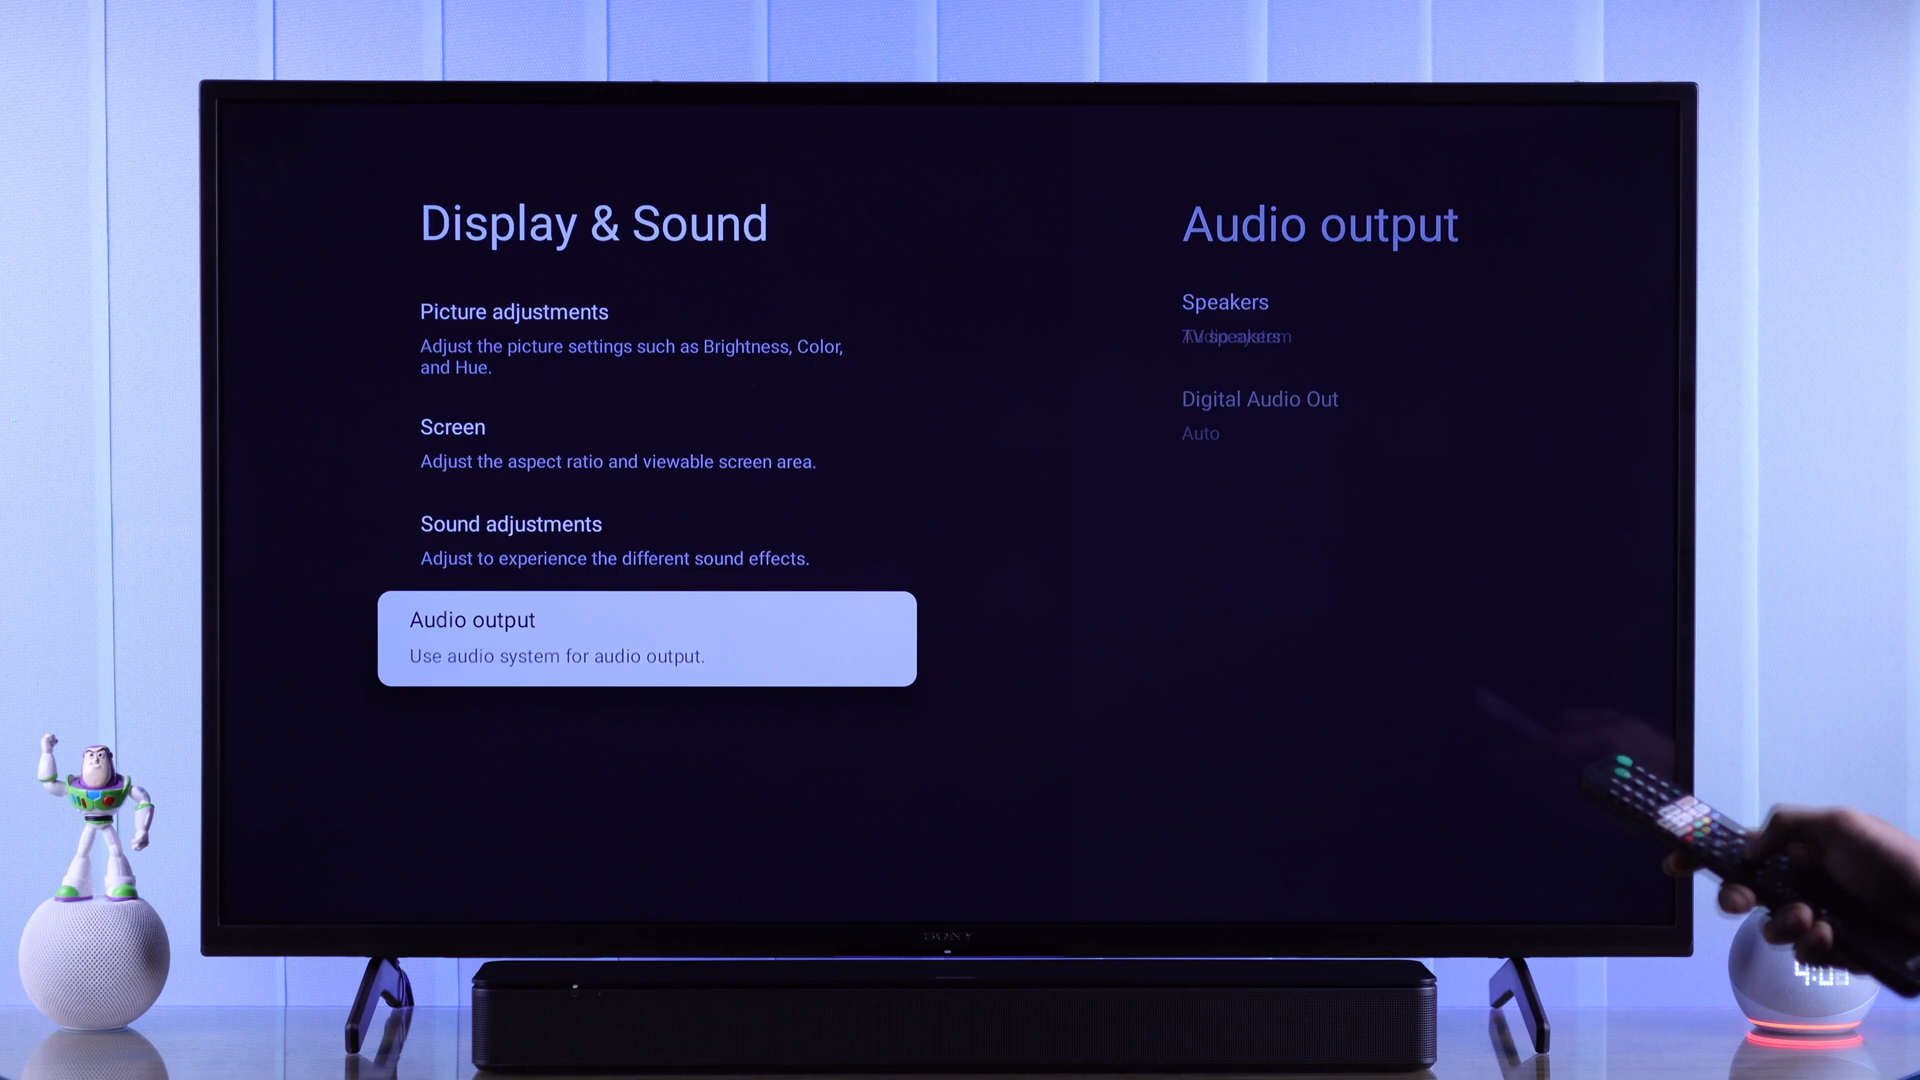 Display & Sound
Picture adjustments
Adjust the picture settings such as Brightness, Color,
and Hue.
Screen
Adjust the aspect ratio and viewable screen area.
Sound adjustments
Adjust to experience the different sound effects.
Audio output
Use audio system for audio output.
Audio output
Speakers
Digital Audio Out
Auto
SONY